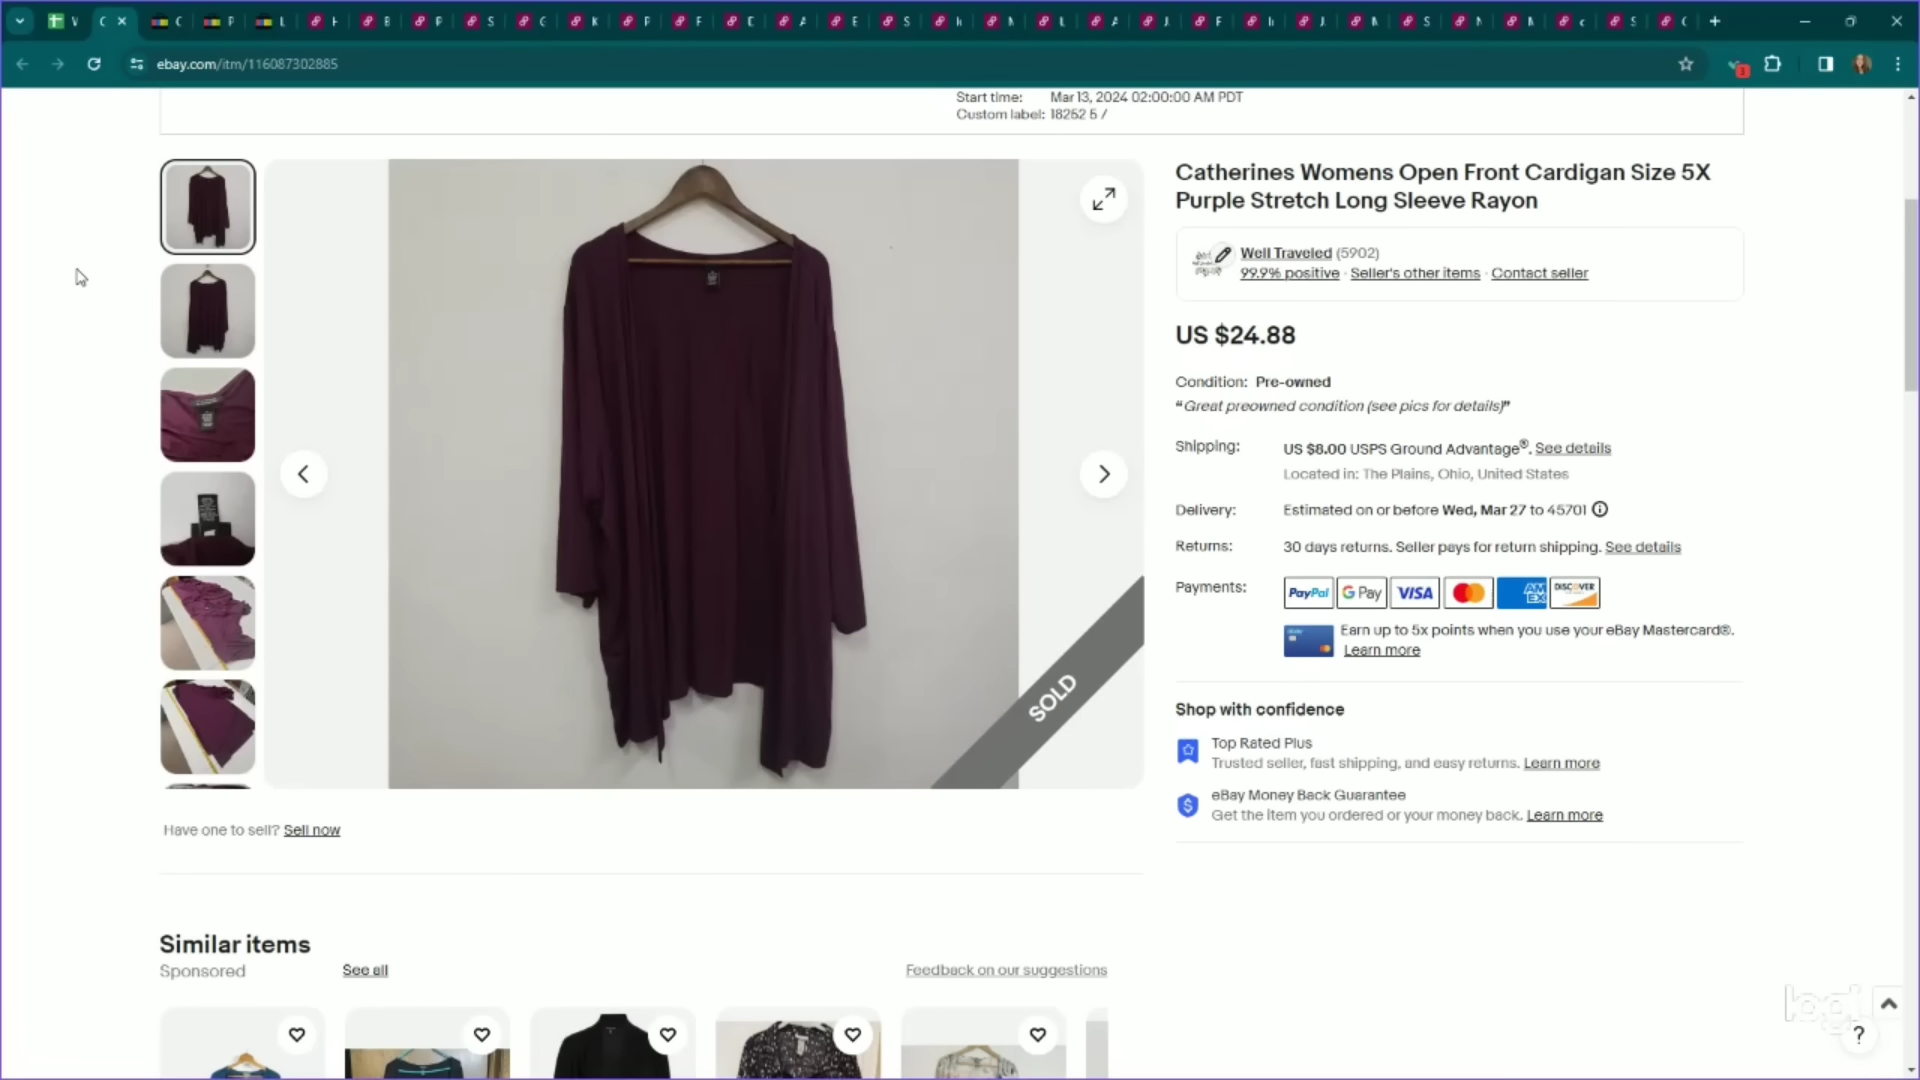 ebay.com/itm/116087302885
Start time: Mar 13, 2024 02:00:00 AM PDT
Custom label: 18252 5 /
Catherines Womens Open Front Cardigan Size 5X
Purple Stretch Long Sleeve Rayon
Well Traveled (5902)
99.9% positive · Seller's other items · Contact seller
US $24.88
Condition: Pre-owned
“Great preowned condition (see pics for details)”
Shipping: US $8.00 USPS Ground Advantage®. See details
Located in: The Plains, Ohio, United States
Delivery: Estimated on or before Wed, Mar 27 to 45701
Returns: 30 days returns. Seller pays for return shipping. See details
Payments: PayPal G Pay VISA AM EX DISCOVER
Earn up to 5x points when you use your eBay Mastercard®.
Learn more
SOLD
Shop with confidence
Top Rated Plus
Trusted seller, fast shipping, and easy returns. Learn more
eBay Money Back Guarantee
Get the item you ordered or your money back. Learn more
Have one to sell? Sell now
Similar items
Sponsored See all Feedback on our suggestions
logi
?